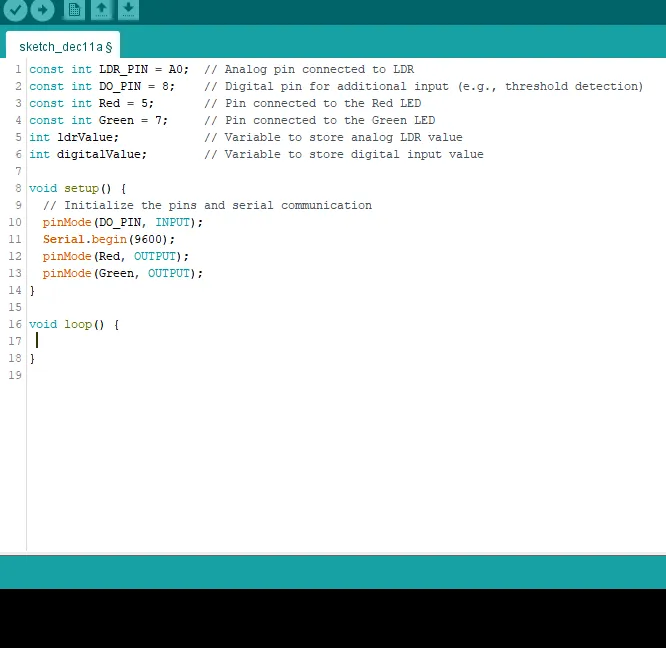 sketch_dec11a §
1 const int LDR_PIN = A0;  // Analog pin connected to LDR
2 const int DO_PIN = 8;    // Digital pin for additional input (e.g., threshold detection)
3 const int Red = 5;       // Pin connected to the Red LED
4 const int Green = 7;     // Pin connected to the Green LED
5 int ldrValue;            // Variable to store analog LDR value
6 int digitalValue;        // Variable to store digital input value
7
8 void setup() {
9   // Initialize the pins and serial communication
10   pinMode(DO_PIN, INPUT);
11   Serial.begin(9600);
12   pinMode(Red, OUTPUT);
13   pinMode(Green, OUTPUT);
14 }
15
16 void loop() {
17
18 }
19